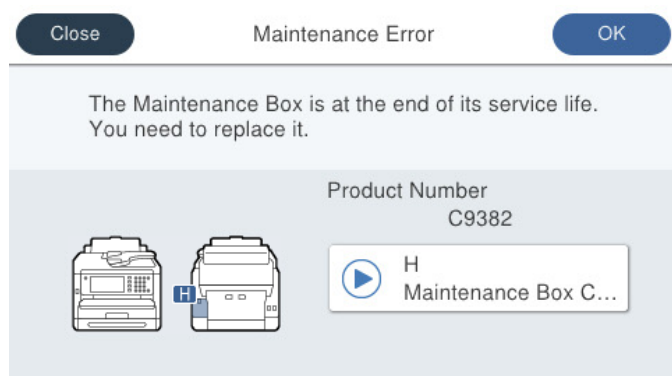 Close
Maintenance Error
OK
The Maintenance Box is at the end of its service life.
You need to replace it.
Product Number
C9382
H
H
Maintenance Box C...